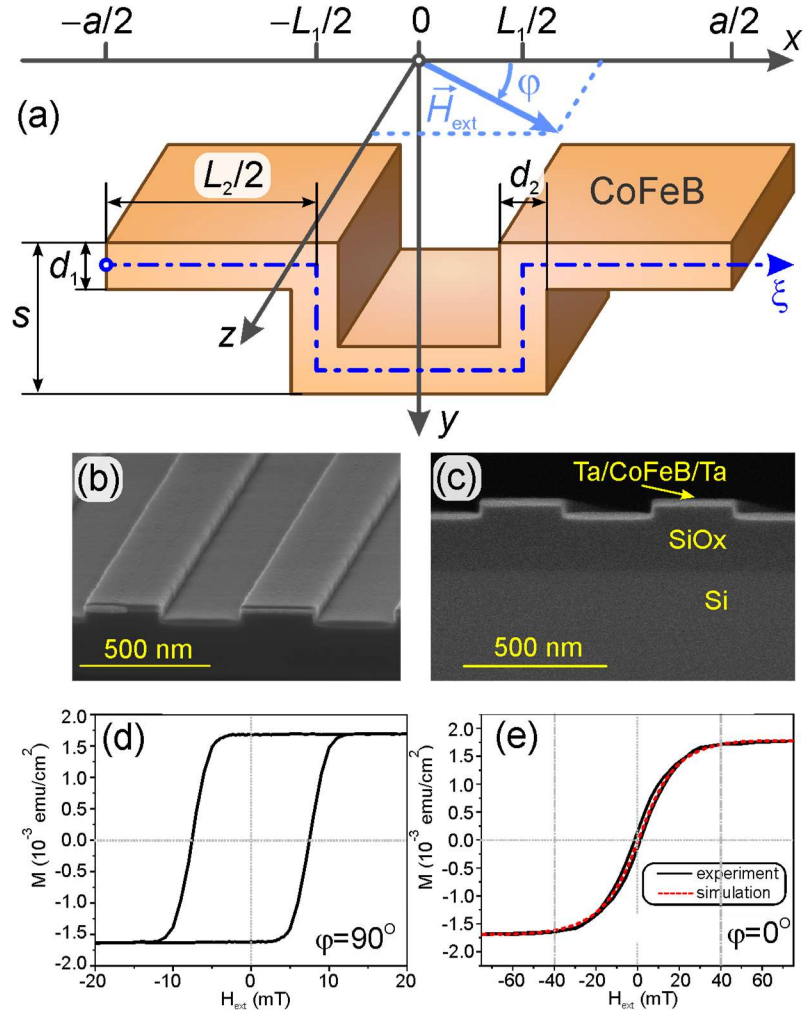 −a/2
−L₁/2
0
L₁/2
a/2
x
(a)
H⃗ext
φ
L₂/2
d₂
CoFeB
d₁
s
ξ
z
y
(b)
500 nm
(c)
Ta/CoFeB/Ta
SiOx
Si
500 nm
(d)
M (10⁻³ emu/cm²
2.0
1.5
1.0
0.5
0.0
-0.5
-1.0
-1.5
-2.0
φ=90°
-20
-10
0
10
20
Hext (mT)
(e)
M (10⁻³ emu/cm²
2.0
1.5
1.0
0.5
0.0
-0.5
-1.0
-1.5
-2.0
experiment
simulation
φ=0°
-60
-40
-20
0
20
40
60
Hext (mT)